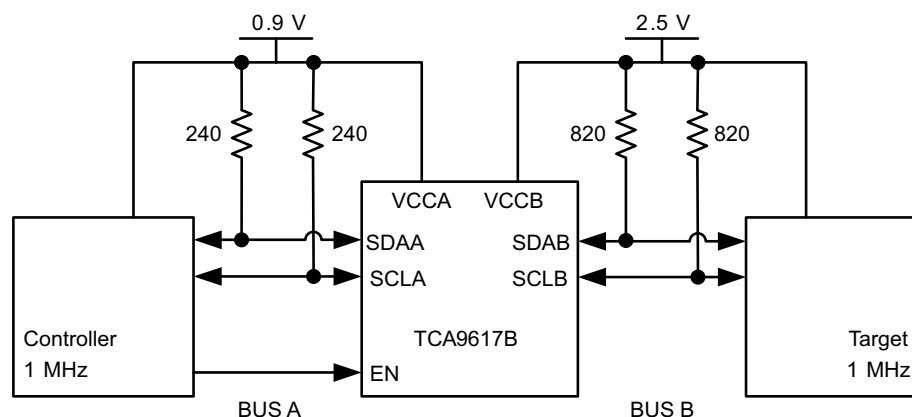 0.9 V
2.5 V
240
240
820
820
VCCA
VCCB
SDAA
SDAB
SCLA
SCLB
Controller
1 MHz
TCA9617B
Target
1 MHz
EN
BUS A
BUS B